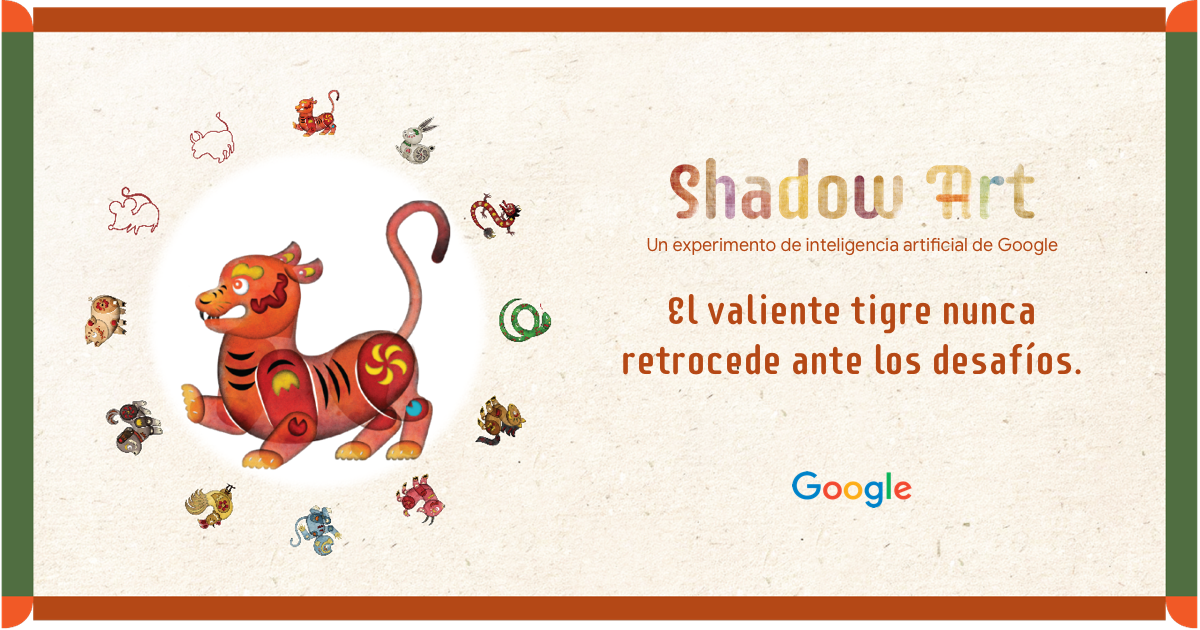 Shadow Art
Un experimento de inteligencia artificial de Google
El valiente tigre nunca
retrocede ante los desafíos.
Google